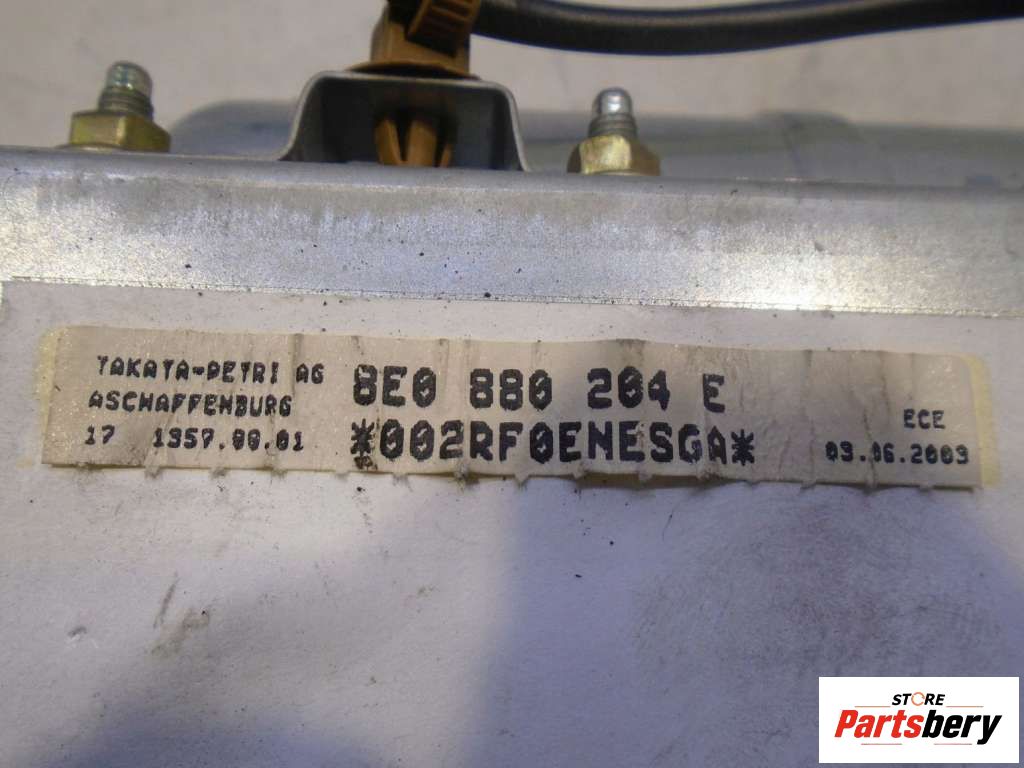 TAKATA-PETRI AG
ASCHAFFENBURG
17 1357.00.01
8E0 880 204 E
*002RF0ENESGA*
ECE
03.06.2003
STORE
Partsbery